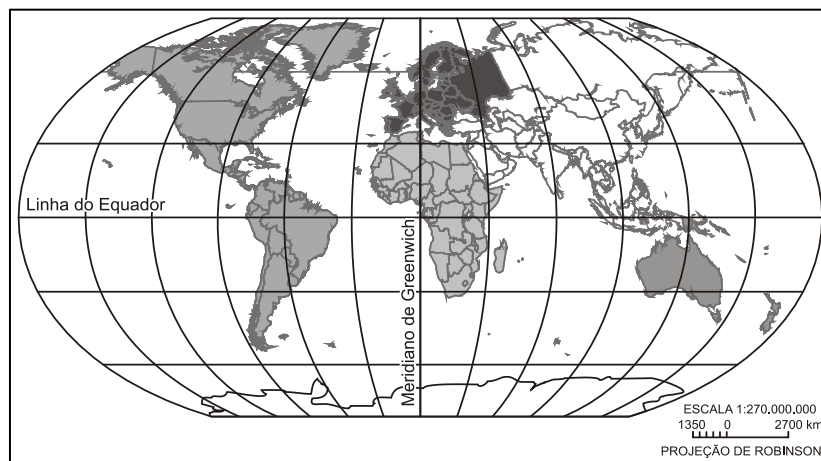 Linha do Equador
Meridiano de Greenwich
ESCALA 1:270.000.000
1350 0 2700 km
PROJEÇÃO DE ROBINSON